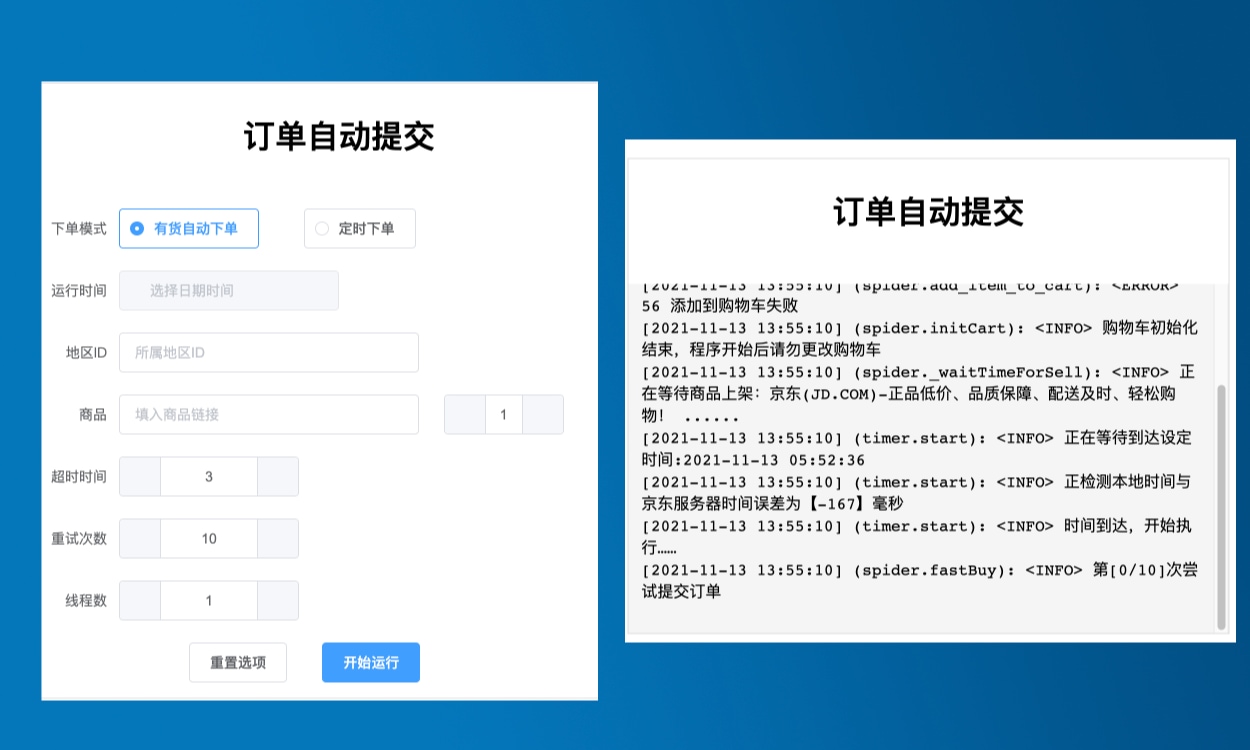 订单自动提交
下单模式 有货自动下单 定时下单
运行时间 选择日期时间
地区ID 所属地区ID
商品 填入商品链接 1
超时时间 3
重试次数 10
线程数 1
重置选项 开始运行
订单自动提交
[2021-11-13 13:55:10] (spider.add_item_to_cart): <ERROR>
56 添加到购物车失败
[2021-11-13 13:55:10] (spider.initCart): <INFO> 购物车初始化
结束，程序开始后请勿更改购物车
[2021-11-13 13:55:10] (spider._waitTimeForSell): <INFO> 正
在等待商品上架：京东(JD.COM)-正品低价、品质保障、配送及时、轻松购
物！ ......
[2021-11-13 13:55:10] (timer.start): <INFO> 正在等待到达设定
时间:2021-11-13 05:52:36
[2021-11-13 13:55:10] (timer.start): <INFO> 正检测本地时间与
京东服务器时间误差为【-167】毫秒
[2021-11-13 13:55:10] (timer.start): <INFO> 时间到达，开始执
行……
[2021-11-13 13:55:10] (spider.fastBuy): <INFO> 第[0/10]次尝
试提交订单